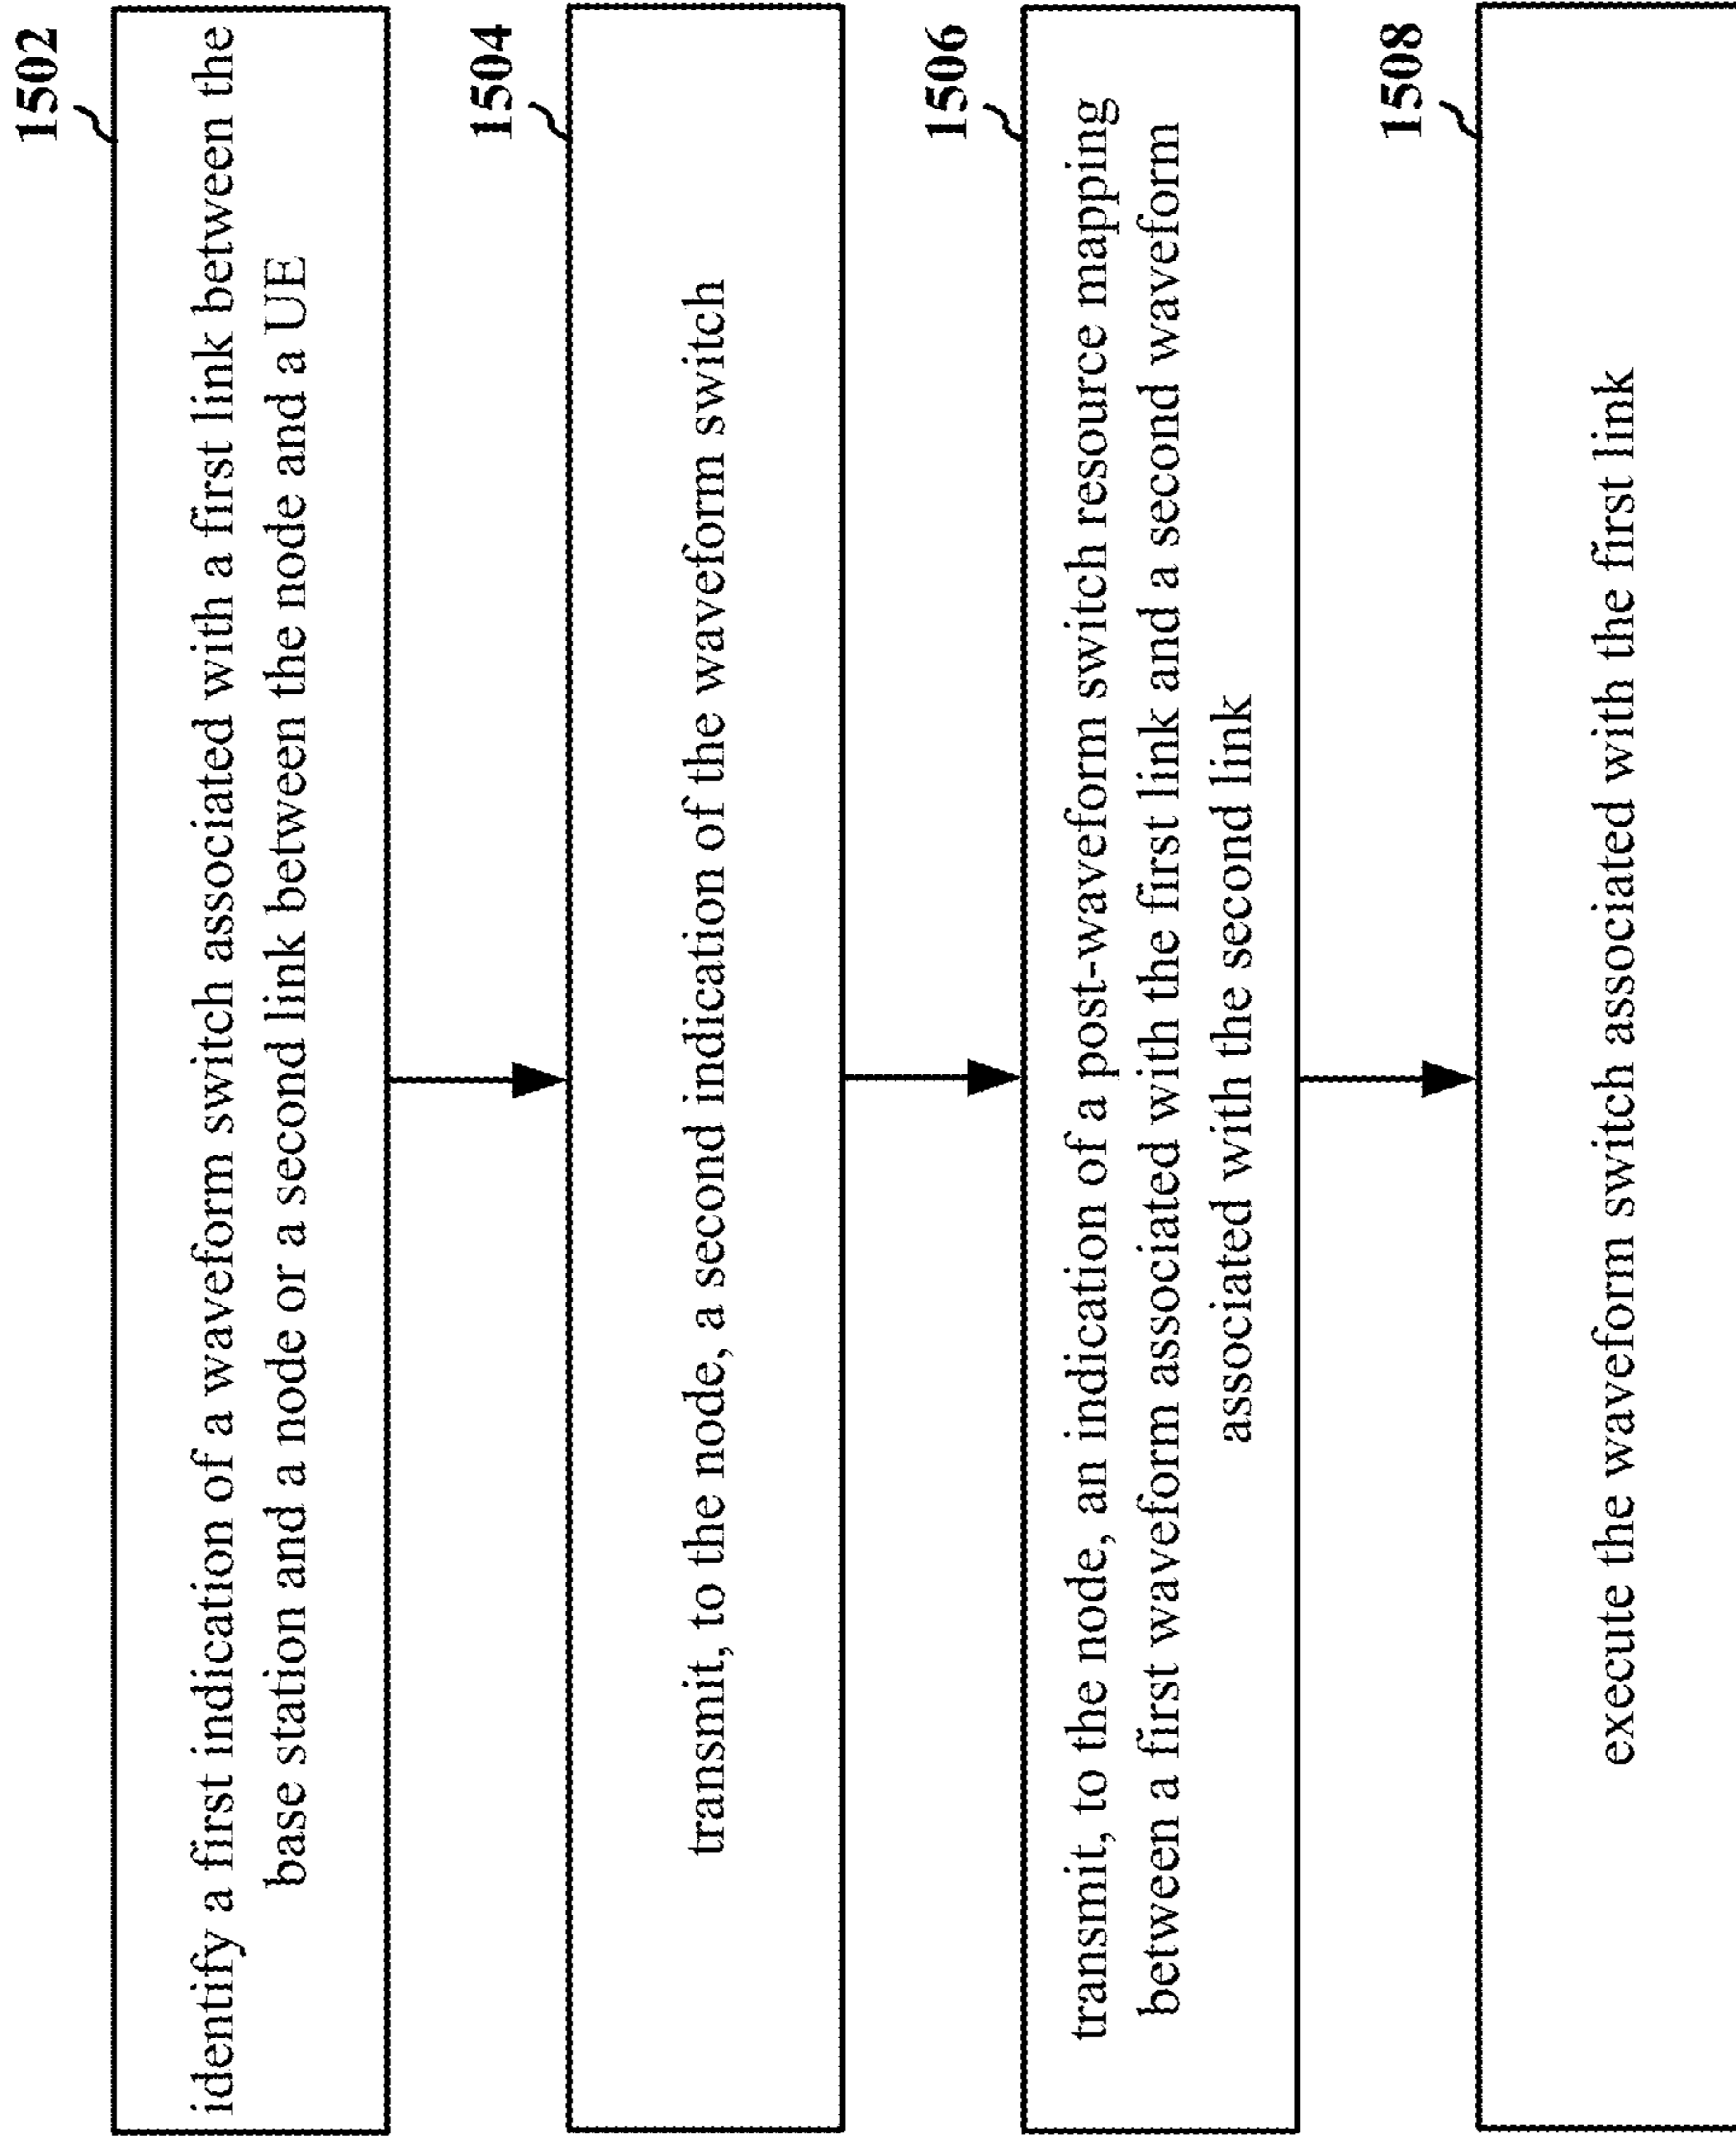 1502
identify a first indication of a waveform switch associated with a first link between the
base station and a node or a second link between the node and a UE
1504
transmit, to the node, a second indication of the waveform switch
1506
transmit, to the node, an indication of a post-waveform switch resource mapping
between a first waveform associated with the first link and a second waveform
associated with the second link
1508
execute the waveform switch associated with the first link